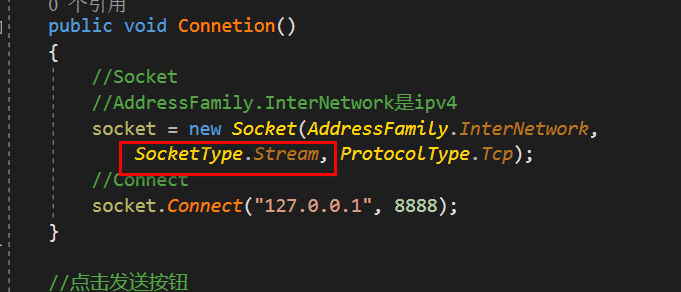 0 个引用
public void Connetion()
{
//Socket
//AddressFamily.InterNetwork是ipv4
socket = new Socket(AddressFamily.InterNetwork,
SocketType.Stream, ProtocolType.Tcp);
//Connect
socket.Connect("127.0.0.1", 8888);
}
//点击发送按钮